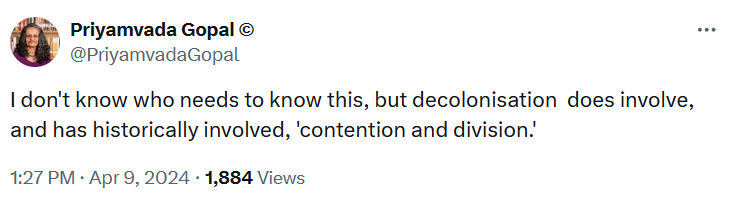 Priyamvada Gopal ©
@PriyamvadaGopal
I don't know who needs to know this, but decolonisation  does involve,
and has historically involved, 'contention and division.'
1:27 PM · Apr 9, 2024 · 1,884 Views